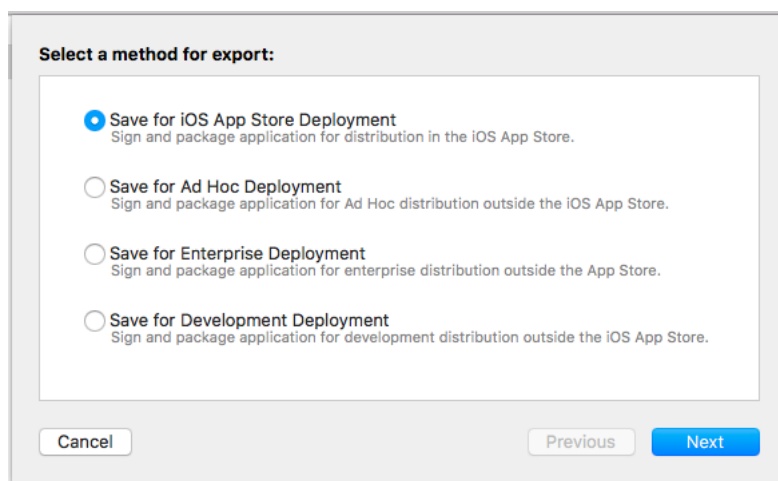 Select a method for export:
Save for iOS App Store Deployment
Sign and package application for distribution in the iOS App Store.
Save for Ad Hoc Deployment
Sign and package application for Ad Hoc distribution outside the iOS App Store.
Save for Enterprise Deployment
Sign and package application for enterprise distribution outside the App Store.
Save for Development Deployment
Sign and package application for development distribution outside the iOS App Store.
Cancel Previous Next